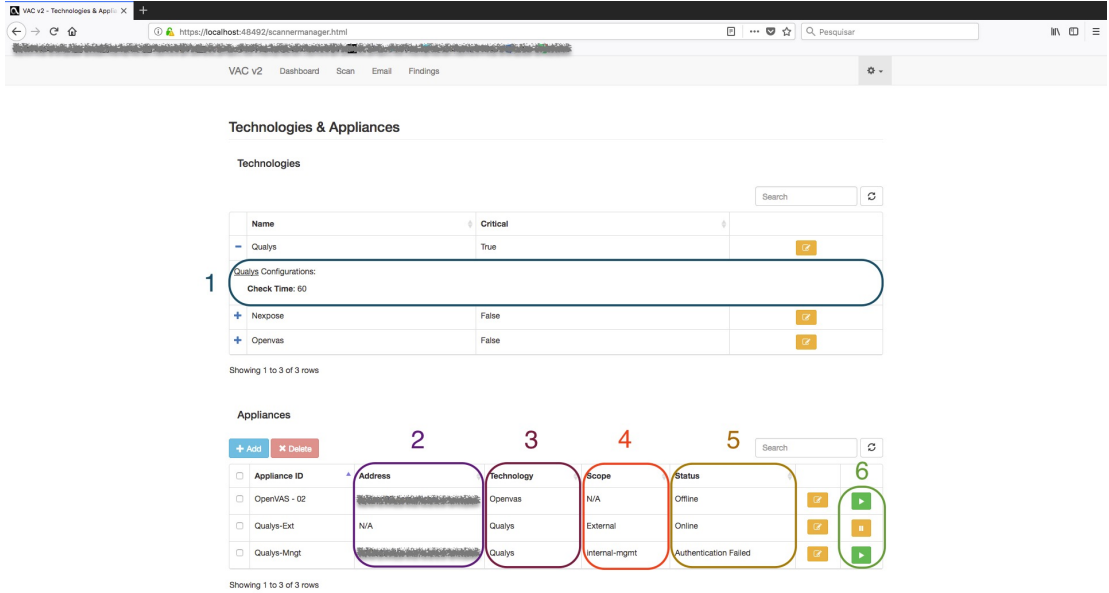 VAC v2 - Technologies & Applia
https://localhost:48492/scannermanager.html
Pesquisar
VAC v2 Dashboard Scan Email Findings
Technologies & Appliances
Technologies
Search
Name Critical
Qualys True
1
Qualys Configurations:
Check Time: 60
Nexpose False
Openvas False
Showing 1 to 3 of 3 rows
Appliances
2 3 4 5
Add Delete Search
6
Appliance ID Address Technology Scope Status
OpenVAS - 02 Openvas N/A Offline
Qualys-Ext N/A Qualys External Online
Qualys-Mngt Qualys internal-mgmt Authentication Failed
Showing 1 to 3 of 3 rows